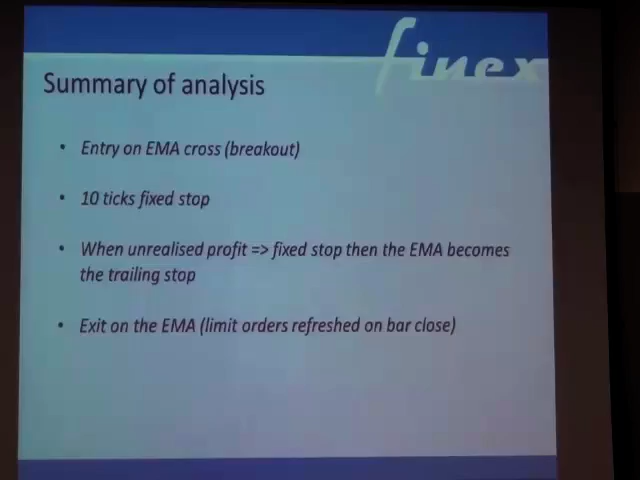 finex
Summary of analysis
• Entry on EMA cross (breakout)
• 10 ticks fixed stop
• When unrealised profit => fixed stop then the EMA becomes
the trailing stop
• Exit on the EMA (limit orders refreshed on bar close)